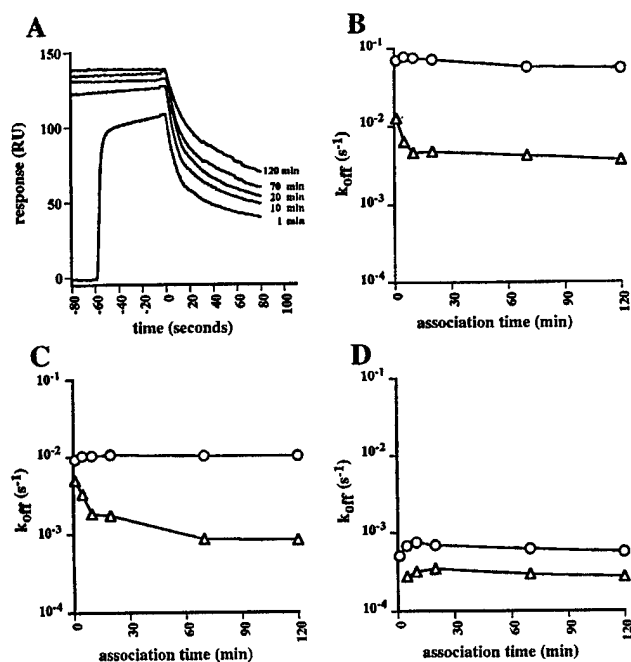 A
150
100
50
0
response (RU)
120 min
70 min
20 min
10 min
1 min
-80
-60
-40
-20
0
20
40
60
80
100
time (seconds)
B
10-1
10-2
10-3
10-4
koff (s-1)
0
30
60
90
120
association time (min)
C
10-1
10-2
10-3
10-4
koff (s-1)
0
30
60
90
120
association time (min)
D
10-1
10-2
10-3
10-4
koff (s-1)
0
30
60
90
120
association time (min)